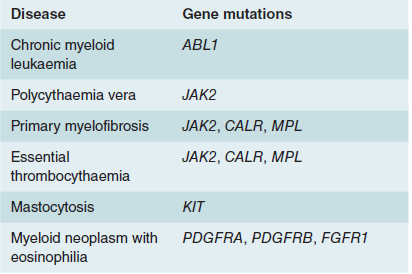 Disease Gene mutations
Chronic myeloid ABL1
leukaemia
Polycythaemia vera JAK2
Primary myelofibrosis JAK2, CALR, MPL
Essential JAK2, CALR, MPL
thrombocythaemia
Mastocytosis KIT
Myeloid neoplasm with PDGFRA, PDGFRB, FGFR1
eosinophilia